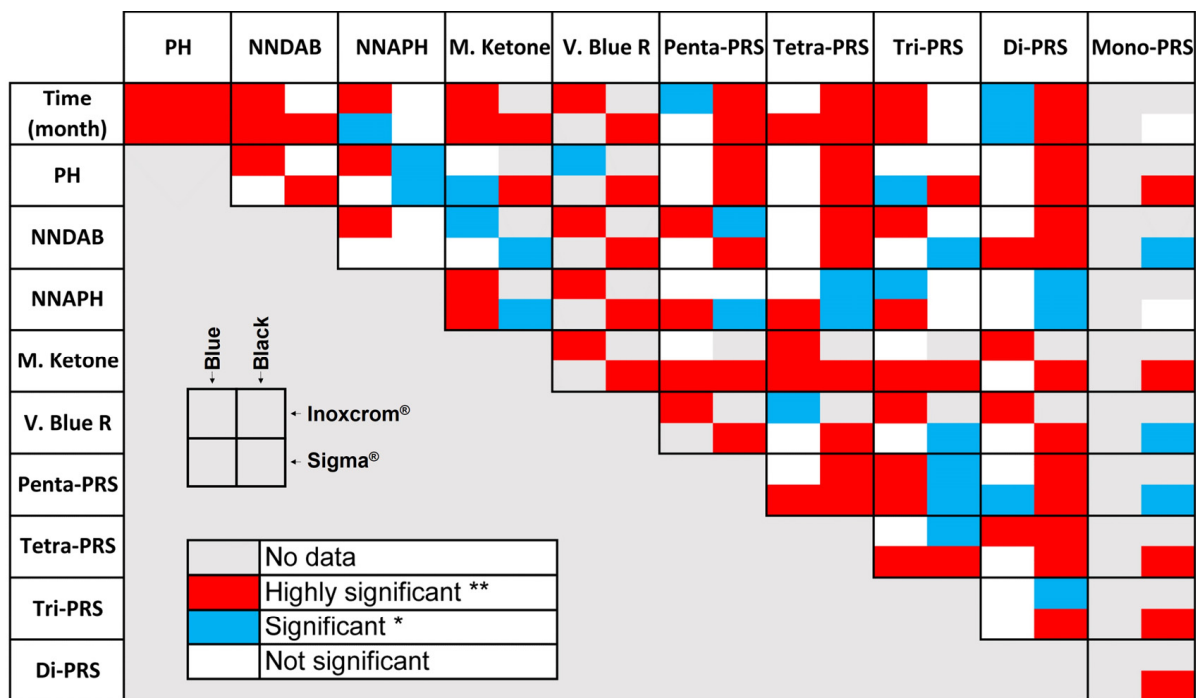 PH NNDAB NNAPH M. Ketone V. Blue R Penta-PRS Tetra-PRS Tri-PRS Di-PRS Mono-PRS
Time
(month)
PH
NNDAB
NNAPH
M. Ketone
V. Blue R
Penta-PRS
Tetra-PRS
Tri-PRS
Di-PRS
Blue
Black
Inoxcrom®
Sigma®
No data
Highly significant **
Significant *
Not significant